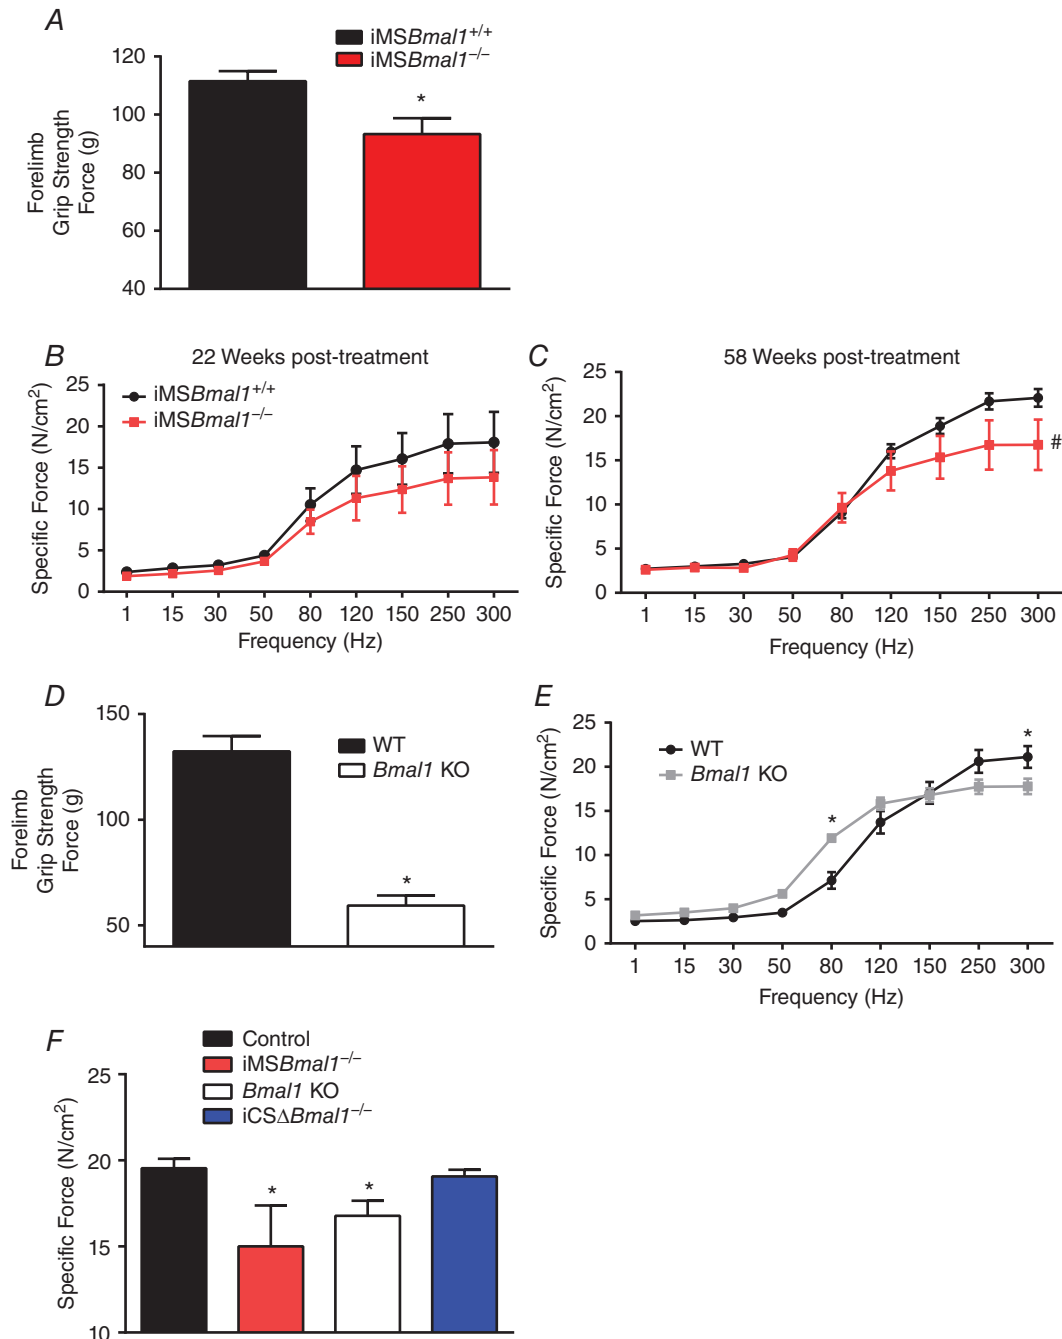 A
iMSBmal1+/+
iMSBmal1–/–
120
100
80
60
40
Forelimb
Grip Strength
Force (g)
*
B
22 Weeks post-treatment
iMSBmal1+/+
iMSBmal1–/–
25
20
15
10
5
0
Specific Force (N/cm2)
1 15 30 50 80 120 150 250 300
Frequency (Hz)
C
58 Weeks post-treatment
25
20
15
10
5
0
Specific Force (N/cm2)
#
1 15 30 50 80 120 150 250 300
Frequency (Hz)
D
150
100
50
Forelimb
Grip Strength
Force (g)
WT
Bmal1 KO
*
E
25
20
15
10
5
0
Specific Force (N/cm2)
WT
Bmal1 KO
*
*
1 15 30 50 80 120 150 250 300
Frequency (Hz)
F
Control
iMSBmal1–/–
Bmal1 KO
iCSΔBmal1–/–
25
20
15
10
Specific Force (N/cm2)
*
*